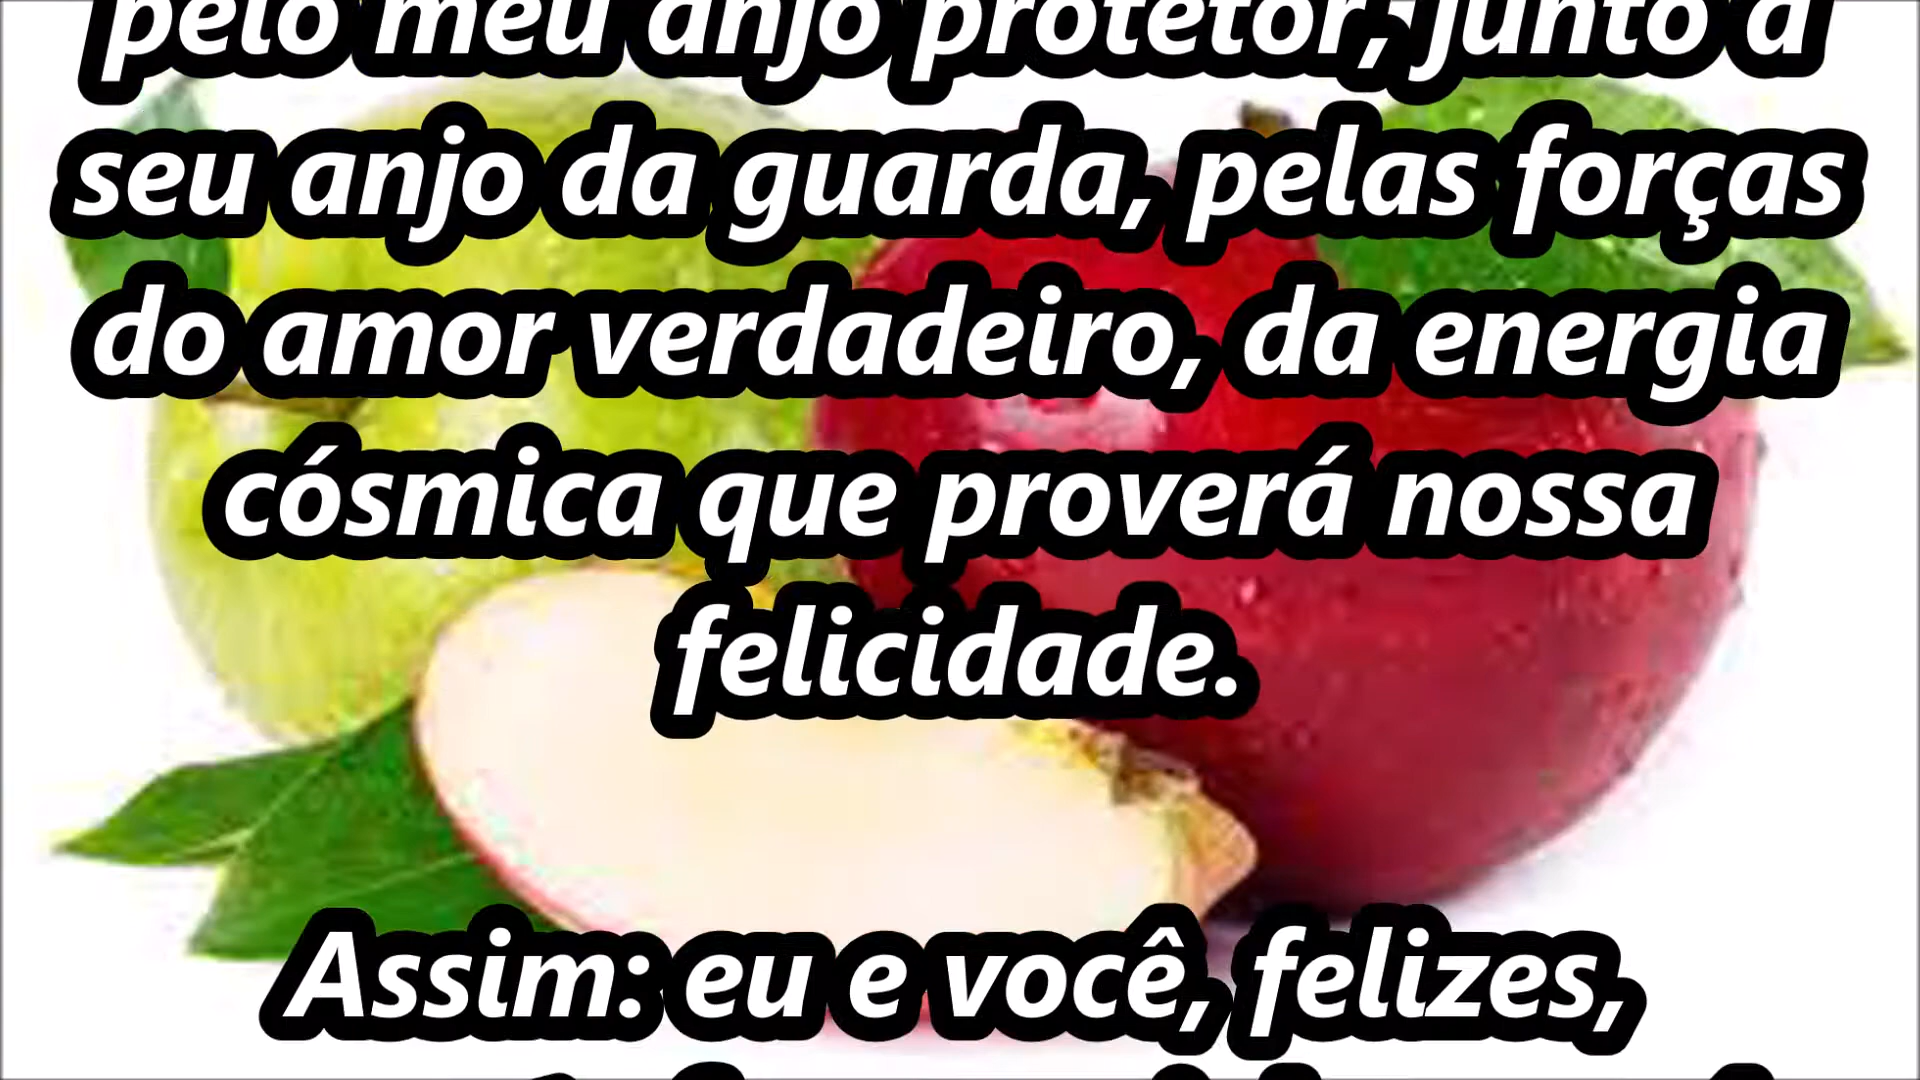 pelo meu anjo protetor, junto a
seu anjo da guarda, pelas forças
do amor verdadeiro, da energia
cósmica que proverá nossa
felicidade.
Assim: eu e você, felizes,